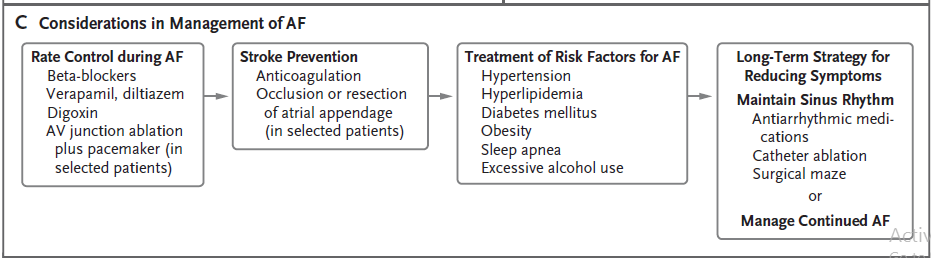 C Considerations in Management of AF
Rate Control during AF
Beta-blockers
Verapamil, diltiazem
Digoxin
AV junction ablation
plus pacemaker (in
selected patients)
Stroke Prevention
Anticoagulation
Occlusion or resection
of atrial appendage
(in selected patients)
Treatment of Risk Factors for AF
Hypertension
Hyperlipidemia
Diabetes mellitus
Obesity
Sleep apnea
Excessive alcohol use
Long-Term Strategy for
Reducing Symptoms
Maintain Sinus Rhythm
Antiarrhythmic medi-
cations
Catheter ablation
Surgical maze
or
Manage Continued AF
Activ